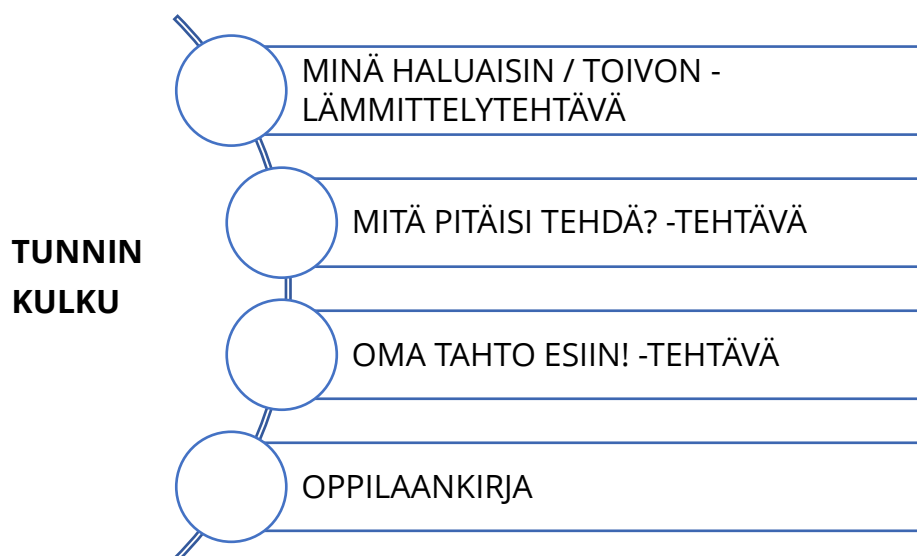 TUNNIN
KULKU
MINÄ HALUAISIN / TOIVON -
LÄMMITTELYTEHTÄVÄ
MITÄ PITÄISI TEHDÄ? -TEHTÄVÄ
OMA TAHTO ESIIN! -TEHTÄVÄ
OPPILAANKIRJA